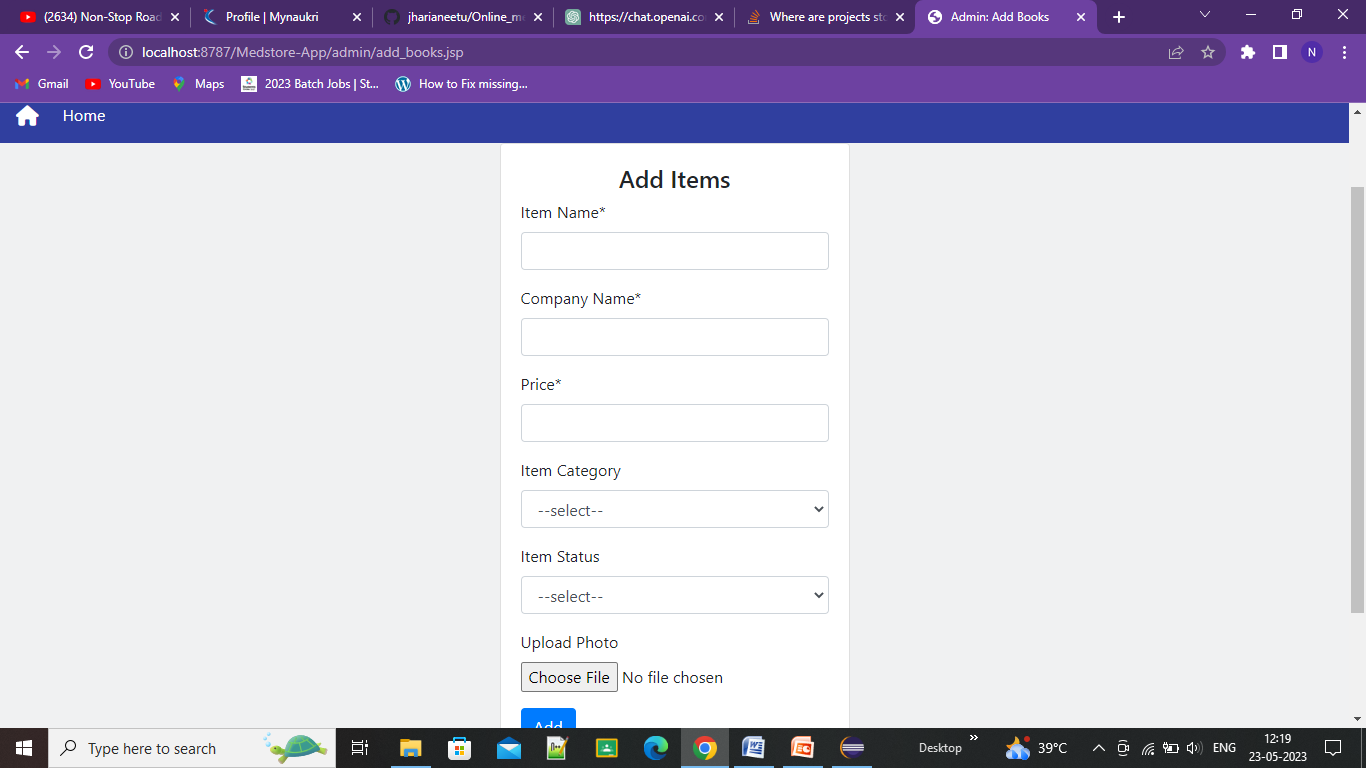 (2634) Non-Stop Road
Profile | Mynaukri
jharianeetu/Online_me
https://chat.openai.co
Where are projects sto
Admin: Add Books
localhost:8787/Medstore-App/admin/add_books.jsp
N
Gmail
YouTube
Maps
2023 Batch Jobs | St...
How to Fix missing...
Home
Add Items
Item Name*
Company Name*
Price*
Item Category
--select--
Item Status
--select--
Upload Photo
Choose File No file chosen
Add
Type here to search
Desktop
39°C
ENG
12:19
23-05-2023